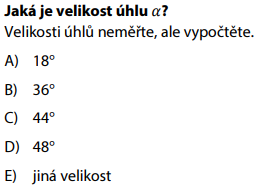 Jaká je velikost úhlu α?
Velikosti úhlů neměřte, ale vypočtěte.
A) 18°
B) 36°
C) 44°
D) 48°
E) jiná velikost